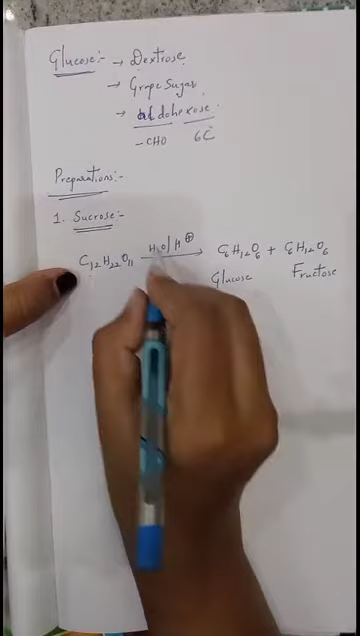 Glucose:- → Dextrose
→ Grape Sugar
→ aldohexose.
-CHO 6C
Preparations:-
1. Sucrose:-
C12H22O11 H2O/H⊕ → C6H12O6 + C6H12O6
Glucose Fructose